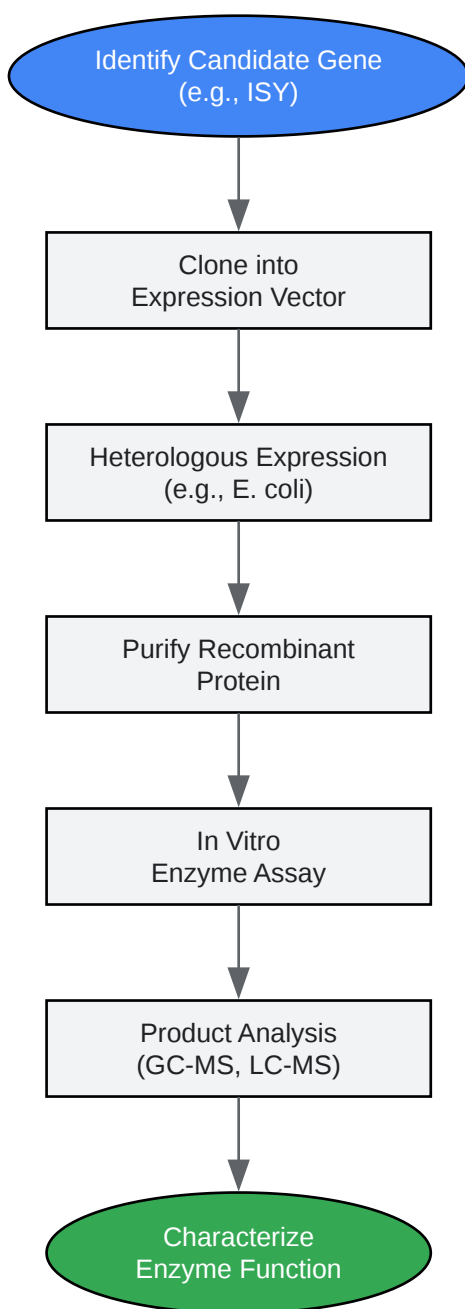 Identify Candidate Gene
(e.g., ISY)
Clone into
Expression Vector
Heterologous Expression
(e.g., E. coli)
Purify Recombinant
Protein
In Vitro
Enzyme Assay
Product Analysis
(GC-MS, LC-MS)
Characterize
Enzyme Function